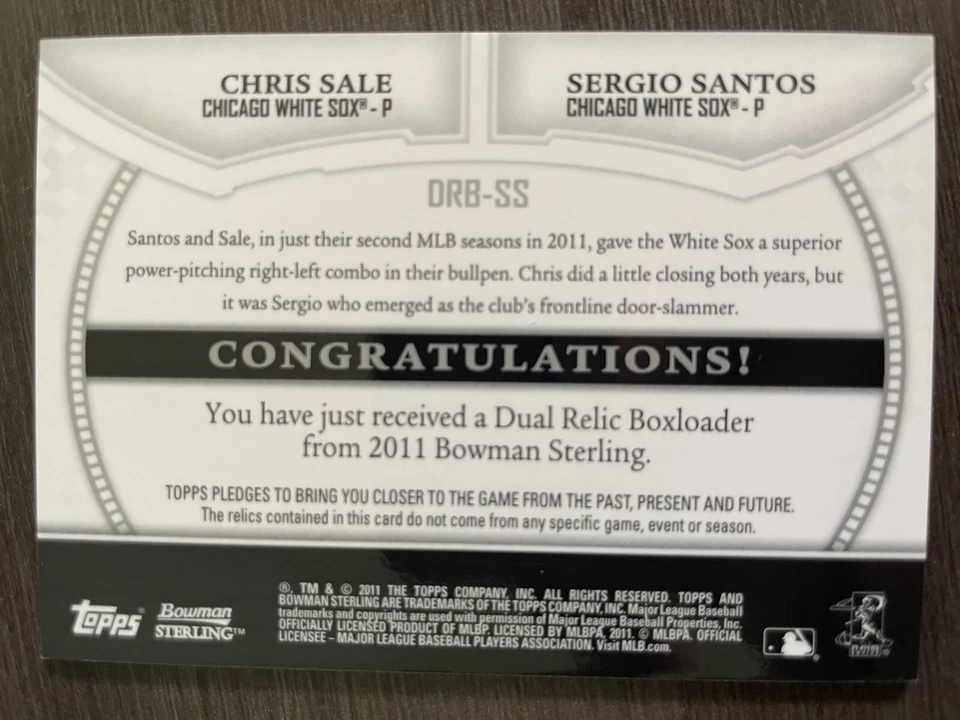 CHRIS SALE
CHICAGO WHITE SOX® - P
SERGIO SANTOS
CHICAGO WHITE SOX® - P
DRB-SS
Santos and Sale, in just their second MLB seasons in 2011, gave the White Sox a superior
power-pitching right-left combo in their bullpen. Chris did a little closing both years, but
it was Sergio who emerged as the club's frontline door-slammer.
CONGRATULATIONS!
You have just received a Dual Relic Boxloader
from 2011 Bowman Sterling.
TOPPS PLEDGES TO BRING YOU CLOSER TO THE GAME FROM THE PAST, PRESENT AND FUTURE.
The relics contained in this card do not come from any specific game, event or season.
topps®
Bowman
STERLING™
®, TM & © 2011 THE TOPPS COMPANY, INC. ALL RIGHTS RESERVED. TOPPS AND
BOWMAN STERLING ARE TRADEMARKS OF THE TOPPS COMPANY, INC. Major League Baseball
trademarks and copyrights are used with permission of Major League Baseball Properties, Inc.
OFFICIALLY LICENSED PRODUCT OF MLBP. LICENSED BY MLBPA, 2011. © MLBPA. OFFICIAL
LICENSEE – MAJOR LEAGUE BASEBALL PLAYERS ASSOCIATION. Visit MLB.com.